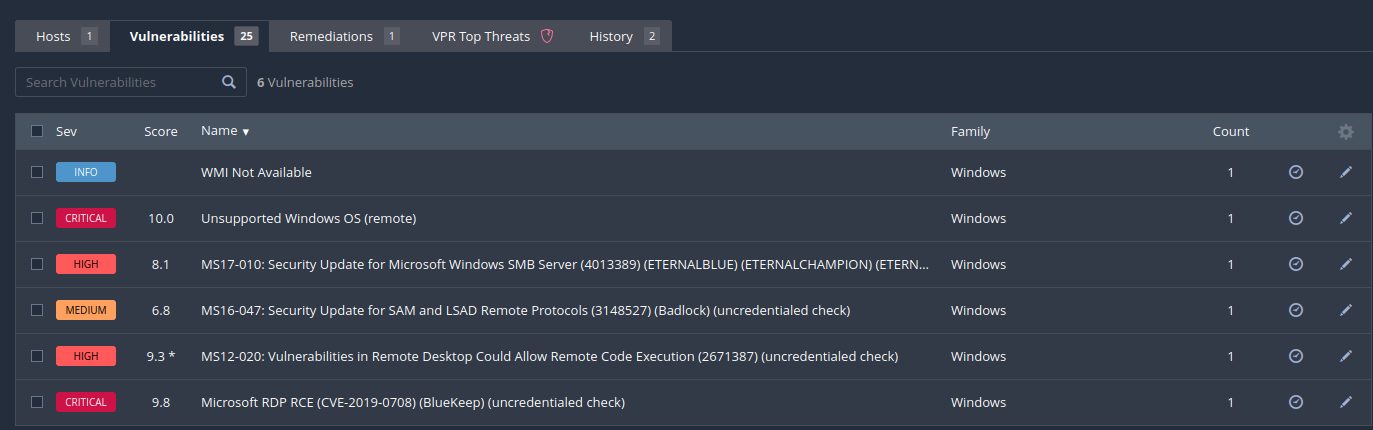 Hosts 1 Vulnerabilities 25 Remediations 1 VPR Top Threats History 2
Search Vulnerabilities 6 Vulnerabilities
Sev Score Name ▼ Family Count
INFO WMI Not Available Windows 1
CRITICAL 10.0 Unsupported Windows OS (remote) Windows 1
HIGH 8.1 MS17-010: Security Update for Microsoft Windows SMB Server (4013389) (ETERNALBLUE) (ETERNALCHAMPION) (ETERN... Windows 1
MEDIUM 6.8 MS16-047: Security Update for SAM and LSAD Remote Protocols (3148527) (Badlock) (uncredentialed check) Windows 1
HIGH 9.3 * MS12-020: Vulnerabilities in Remote Desktop Could Allow Remote Code Execution (2671387) (uncredentialed check) Windows 1
CRITICAL 9.8 Microsoft RDP RCE (CVE-2019-0708) (BlueKeep) (uncredentialed check) Windows 1